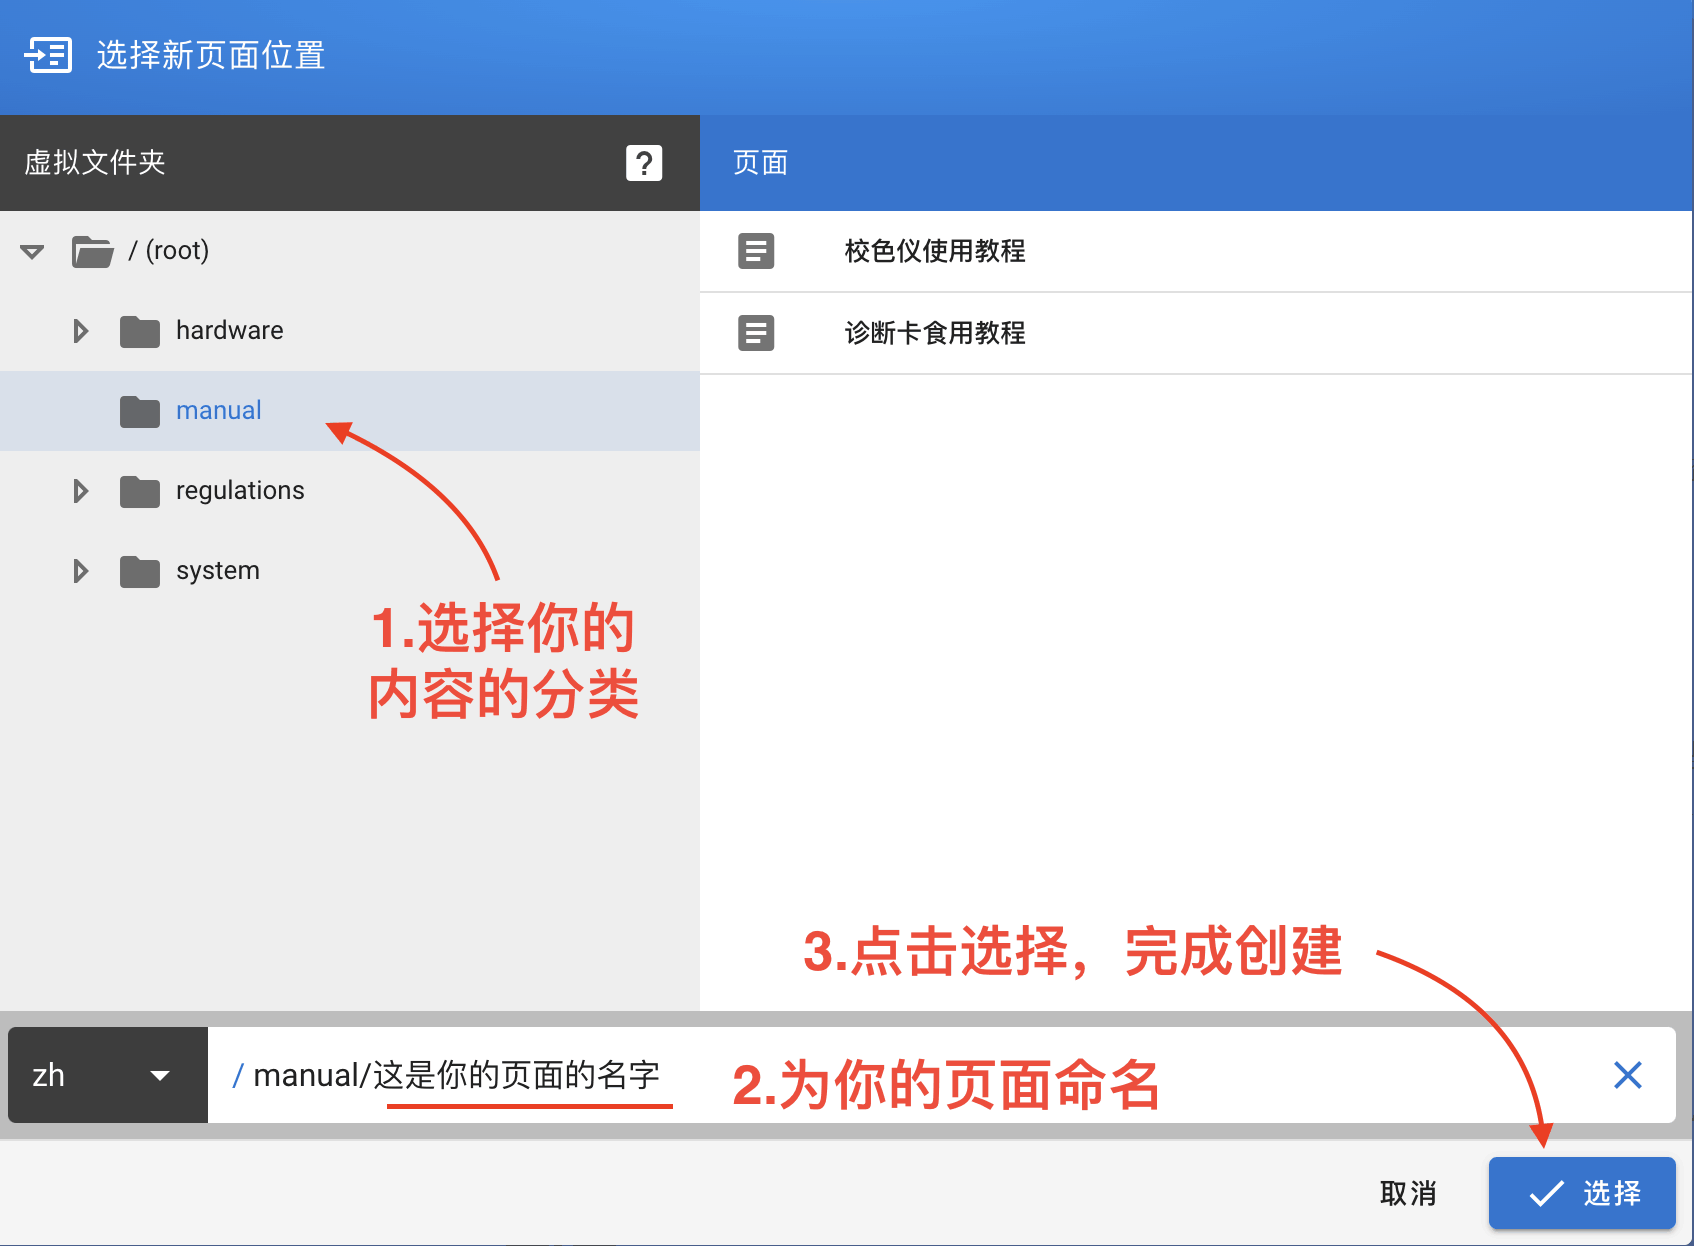 选择新页面位置
虚拟文件夹
?
页面
/ (root)
hardware
manual
regulations
system
校色仪使用教程
诊断卡食用教程
1.选择你的
内容的分类
3.点击选择，完成创建
zh
/ manual/这是你的页面的名字
2.为你的页面命名
取消
选择